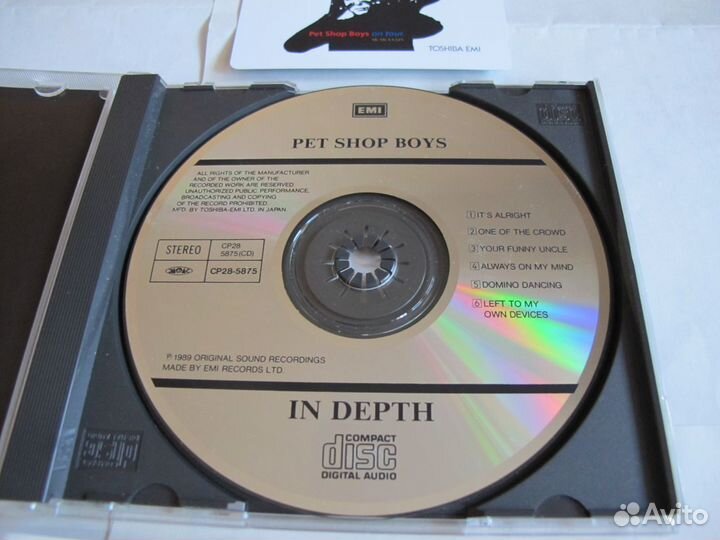 Pet Shop Boys on tour.
TOSHIBA EMI
EMI
PET SHOP BOYS
ALL RIGHTS OF THE MANUFACTURER
AND OF THE OWNER OF THE
RECORDED WORK ARE RESERVED.
UNAUTHORIZED PUBLIC PERFORMANCE,
BROADCASTING AND COPYING
OF THE RECORD PROHIBITED.
MFD. BY TOSHIBA-EMI LTD. IN JAPAN.
STEREO
CP28
5875(CD)
CP28-5875
1 IT'S ALRIGHT
2 ONE OF THE CROWD
3 YOUR FUNNY UNCLE
4 ALWAYS ON MY MIND
5 DOMINO DANCING
6 LEFT TO MY
OWN DEVICES
℗ 1989 ORIGINAL SOUND RECORDINGS
MADE BY EMI RECORDS LTD.
IN DEPTH
COMPACT
disc
DIGITAL AUDIO
disc
disc
Avito